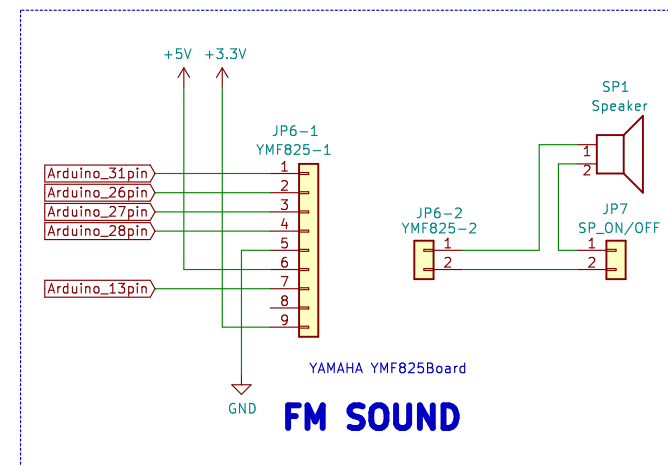 +5V +3.3V
JP6-1
YMF825-1
Arduino_31pin 1
Arduino_26pin 2
Arduino_27pin 3
Arduino_28pin 4
5
6
Arduino_13pin 7
8
9
GND
YAMAHA YMF825Board
FM SOUND
SP1
Speaker
1
2
JP6-2
YMF825-2
1
2
JP7
SP_ON/OFF
1
2